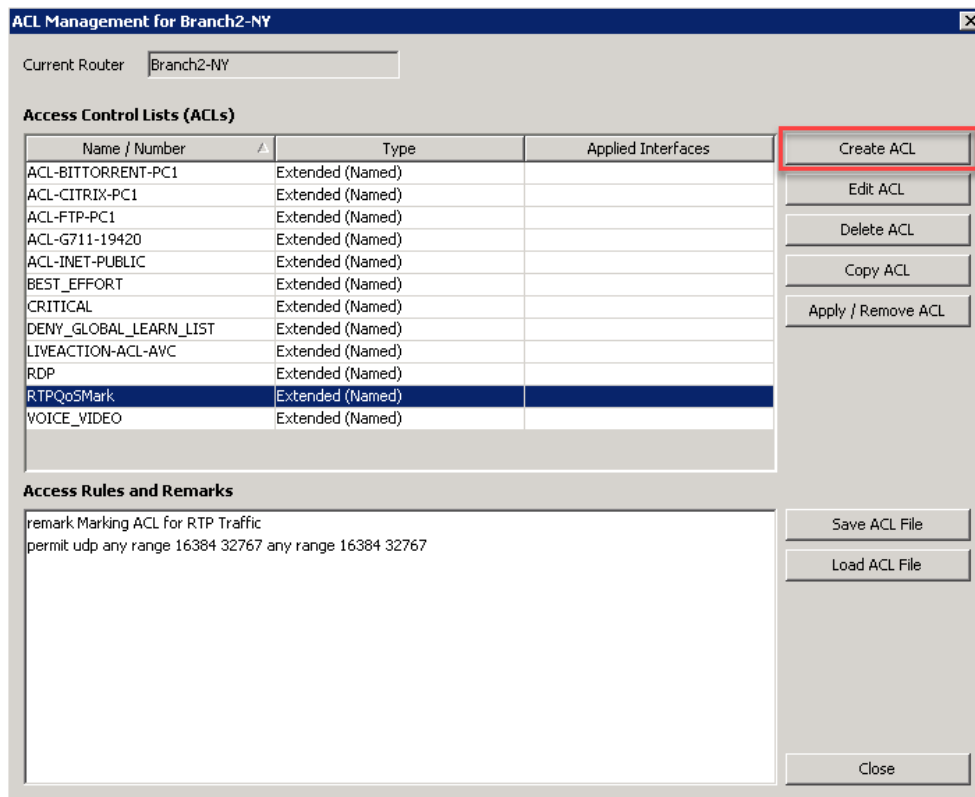 ACL Management for Branch2-NY
Current Router Branch2-NY
Access Control Lists (ACLs)
Name / Number Type Applied Interfaces
ACL-BITTORRENT-PC1 Extended (Named)
ACL-CITRIX-PC1 Extended (Named)
ACL-FTP-PC1 Extended (Named)
ACL-G711-19420 Extended (Named)
ACL-INET-PUBLIC Extended (Named)
BEST_EFFORT Extended (Named)
CRITICAL Extended (Named)
DENY_GLOBAL_LEARN_LIST Extended (Named)
LIVEACTION-ACL-AVC Extended (Named)
RDP Extended (Named)
RTPQoSMark Extended (Named)
VOICE_VIDEO Extended (Named)
Create ACL
Edit ACL
Delete ACL
Copy ACL
Apply / Remove ACL
Access Rules and Remarks
remark Marking ACL for RTP Traffic
permit udp any range 16384 32767 any range 16384 32767
Save ACL File
Load ACL File
Close